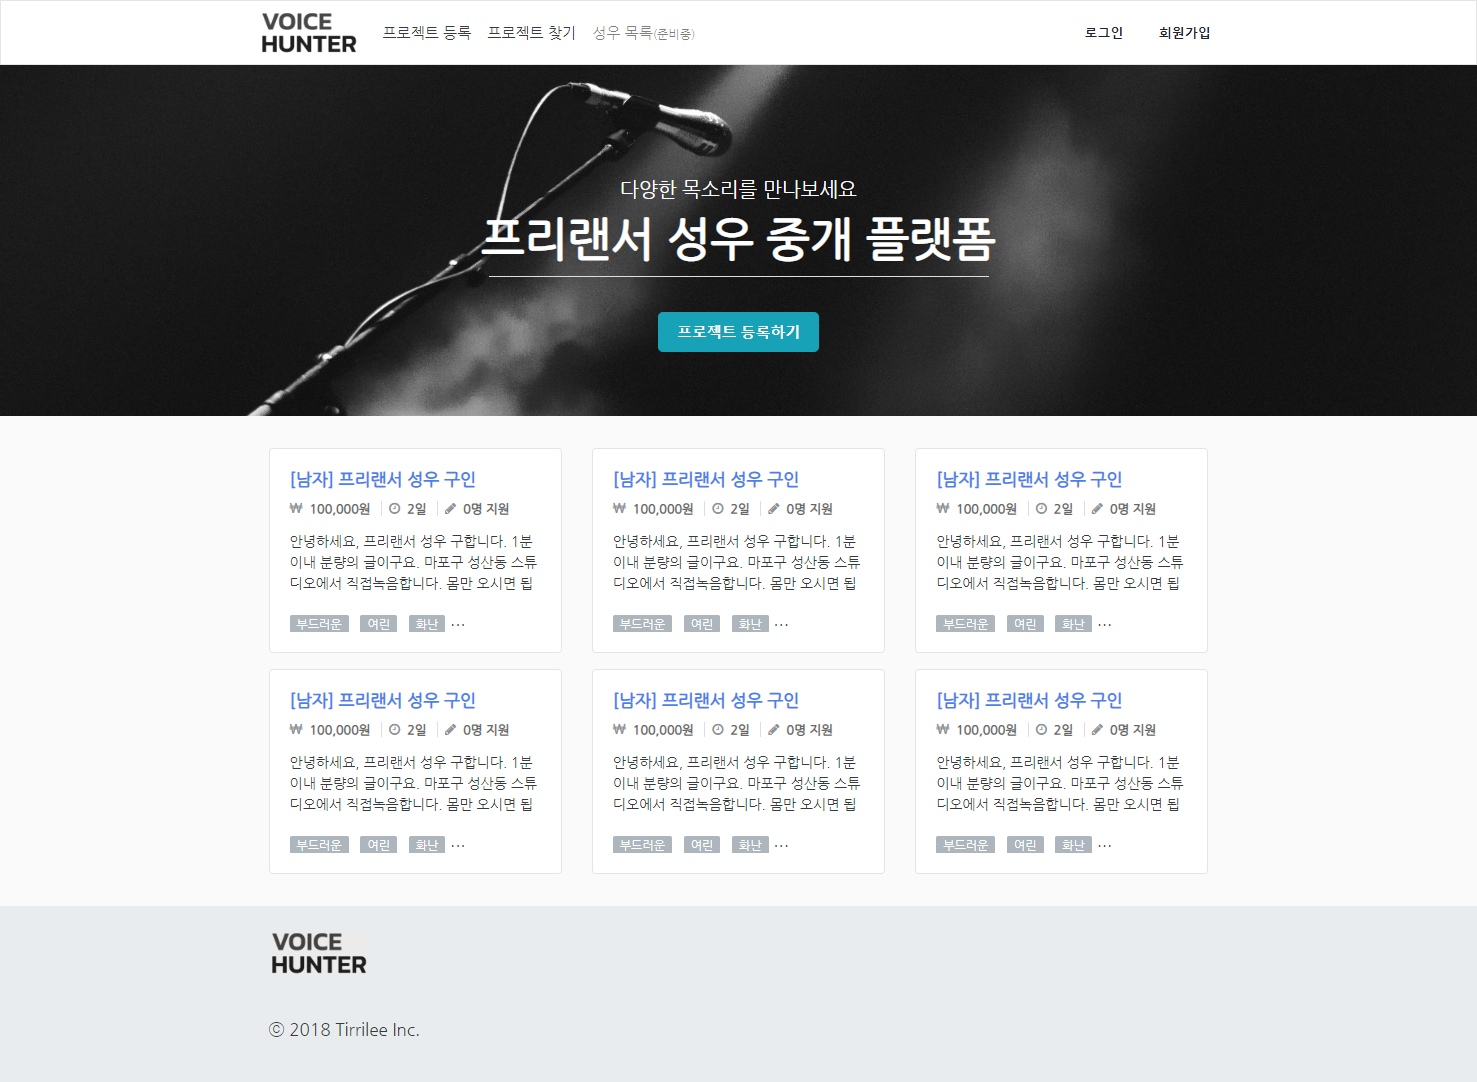 VOICE
HUNTER
프로젝트 등록 프로젝트 찾기 성우 목록(준비중) 로그인 회원가입
다양한 목소리를 만나보세요
프리랜서 성우 중개 플랫폼
프로젝트 등록하기
[남자] 프리랜서 성우 구인
₩ 100,000원 2일 0명 지원
안녕하세요, 프리랜서 성우 구합니다. 1분
이내 분량의 글이구요. 마포구 성산동 스튜
디오에서 직접녹음합니다. 몸만 오시면 됩
부드러운 여린 화난 ...
[남자] 프리랜서 성우 구인
₩ 100,000원 2일 0명 지원
안녕하세요, 프리랜서 성우 구합니다. 1분
이내 분량의 글이구요. 마포구 성산동 스튜
디오에서 직접녹음합니다. 몸만 오시면 됩
부드러운 여린 화난 ...
[남자] 프리랜서 성우 구인
₩ 100,000원 2일 0명 지원
안녕하세요, 프리랜서 성우 구합니다. 1분
이내 분량의 글이구요. 마포구 성산동 스튜
디오에서 직접녹음합니다. 몸만 오시면 됩
부드러운 여린 화난 ...
[남자] 프리랜서 성우 구인
₩ 100,000원 2일 0명 지원
안녕하세요, 프리랜서 성우 구합니다. 1분
이내 분량의 글이구요. 마포구 성산동 스튜
디오에서 직접녹음합니다. 몸만 오시면 됩
부드러운 여린 화난 ...
[남자] 프리랜서 성우 구인
₩ 100,000원 2일 0명 지원
안녕하세요, 프리랜서 성우 구합니다. 1분
이내 분량의 글이구요. 마포구 성산동 스튜
디오에서 직접녹음합니다. 몸만 오시면 됩
부드러운 여린 화난 ...
[남자] 프리랜서 성우 구인
₩ 100,000원 2일 0명 지원
안녕하세요, 프리랜서 성우 구합니다. 1분
이내 분량의 글이구요. 마포구 성산동 스튜
디오에서 직접녹음합니다. 몸만 오시면 됩
부드러운 여린 화난 ...
VOICE
HUNTER
ⓒ 2018 Tirrilee Inc.